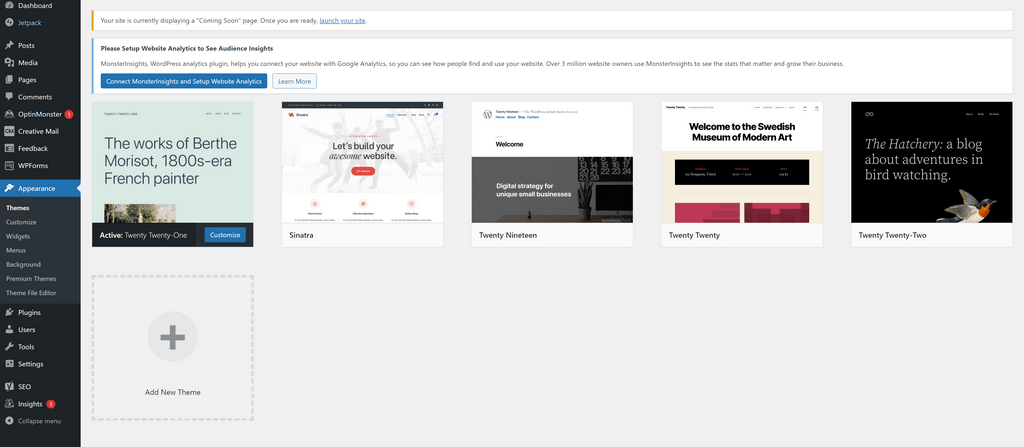 Dashboard
Jetpack
Posts
Media
Pages
Comments
OptinMonster 1
Creative Mail
Feedback
WPForms
Appearance
Themes
Customize
Widgets
Menus
Background
Premium Themes
Theme File Editor
Plugins
Users
Tools
Settings
SEO
Insights 1
Collapse menu
Your site is currently displaying a "Coming Soon" page. Once you are ready, launch your site.
Please Setup Website Analytics to See Audience Insights
MonsterInsights, WordPress analytics plugin, helps you connect your website with Google Analytics, so you can see how people find and use your website. Over 3 million website owners use MonsterInsights to see the stats that matter and grow their business.
Connect MonsterInsights and Setup Website Analytics
Learn More
The works of Berthe
Morisot, 1800s-era
French painter
Active: Twenty Twenty-One
Customize
Sinatra
Let's build your
awesome website.
Sinatra
Twenty Nineteen
Home About Blog Contact
Welcome
Digital strategy for
unique small businesses
Twenty Nineteen
Twenty Twenty
Welcome to the Swedish
Museum of Modern Art
Twenty Twenty
The Hatchery: a blog
about adventures in
bird watching.
Twenty Twenty-Two
Add New Theme